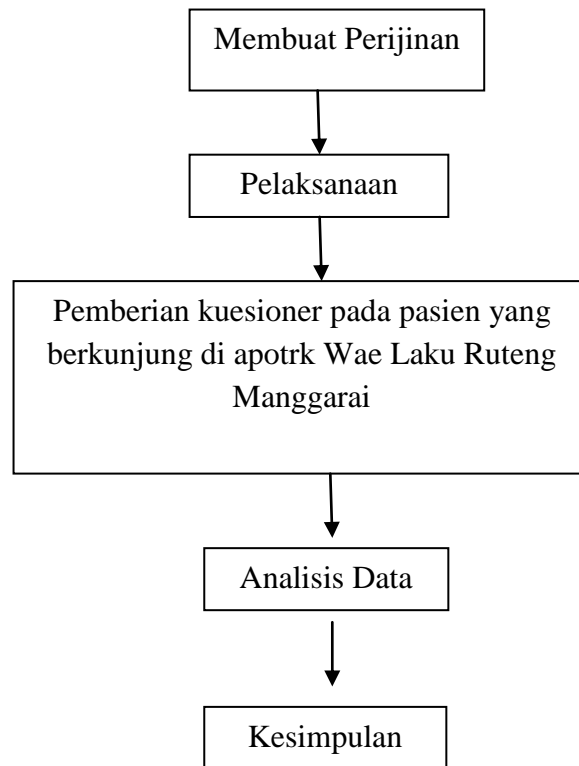 Membuat Perijinan
Pelaksanaan
Pemberian kuesioner pada pasien yang
berkunjung di apotrk Wae Laku Ruteng
Manggarai
Analisis Data
Kesimpulan